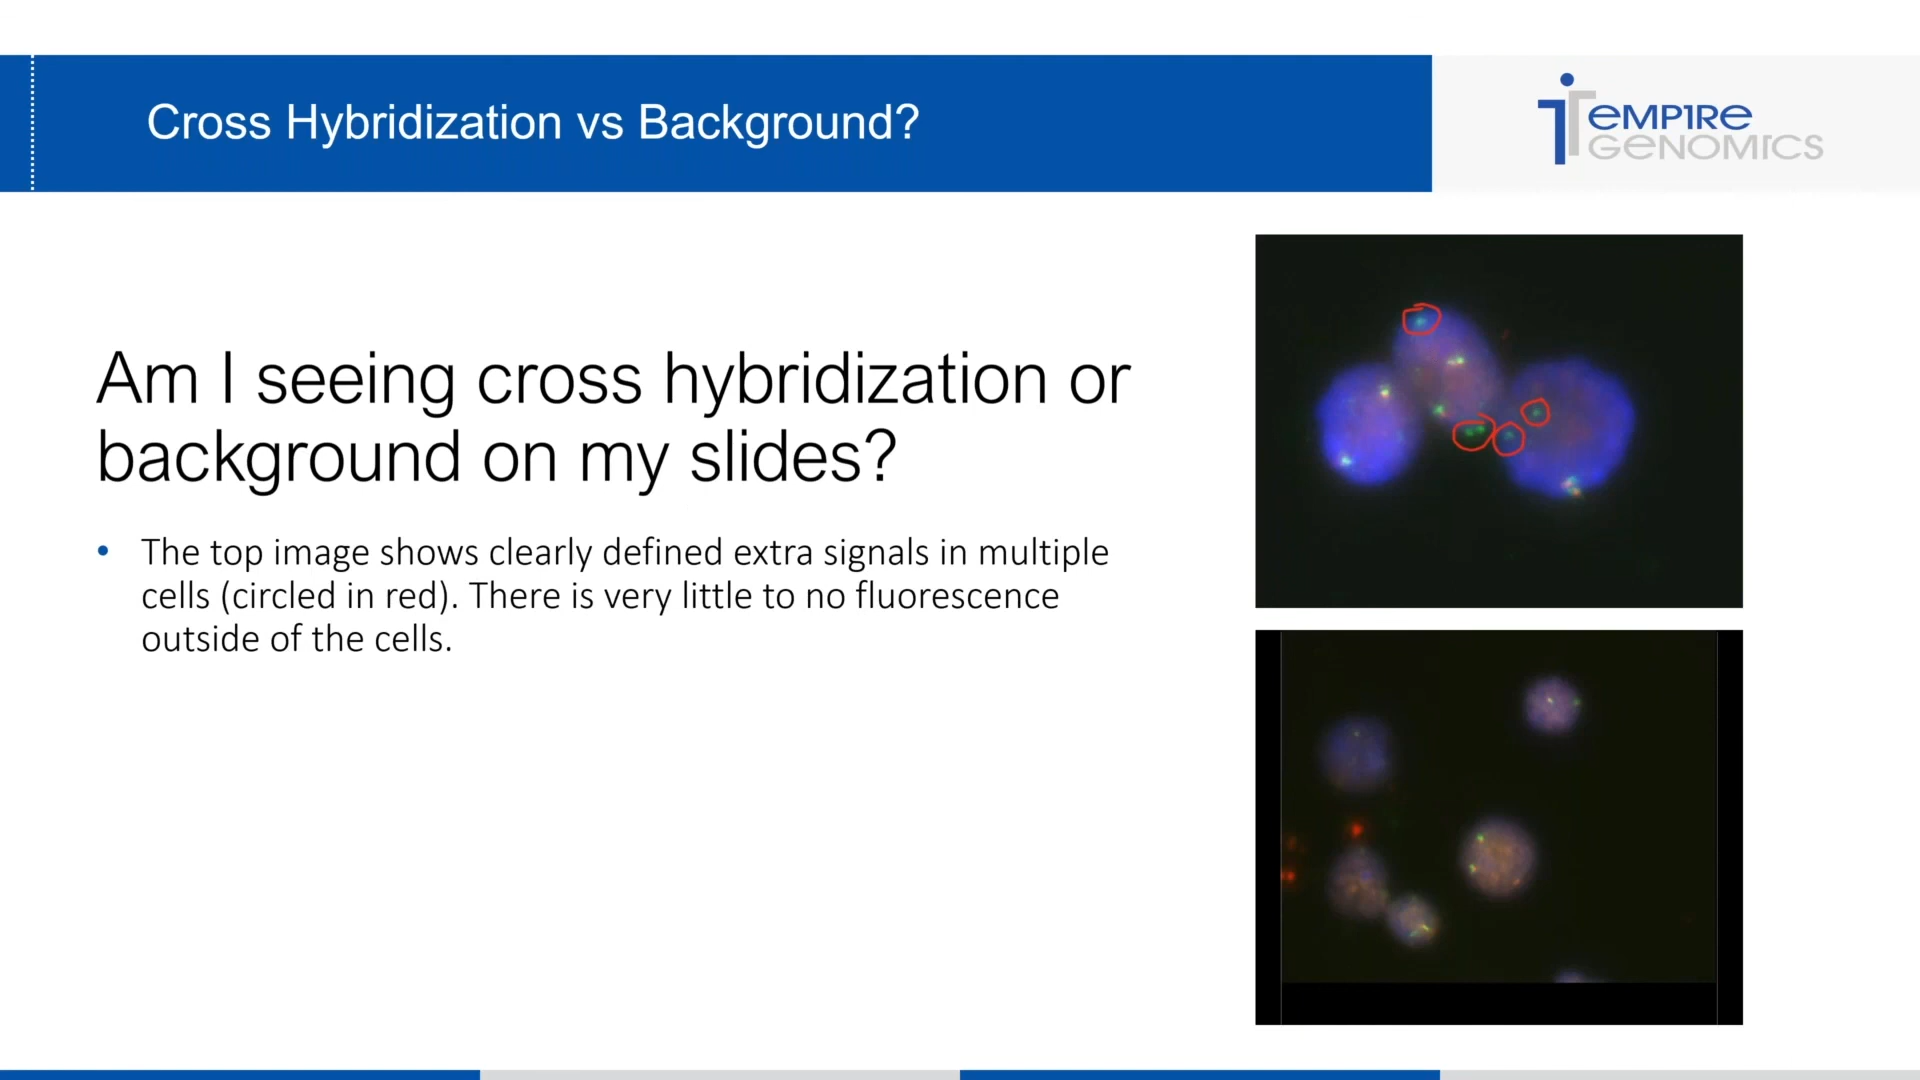 Cross Hybridization vs Background?
EMP1RE
GENOMICS
Am I seeing cross hybridization or
background on my slides?
• The top image shows clearly defined extra signals in multiple
cells (circled in red). There is very little to no fluorescence
outside of the cells.